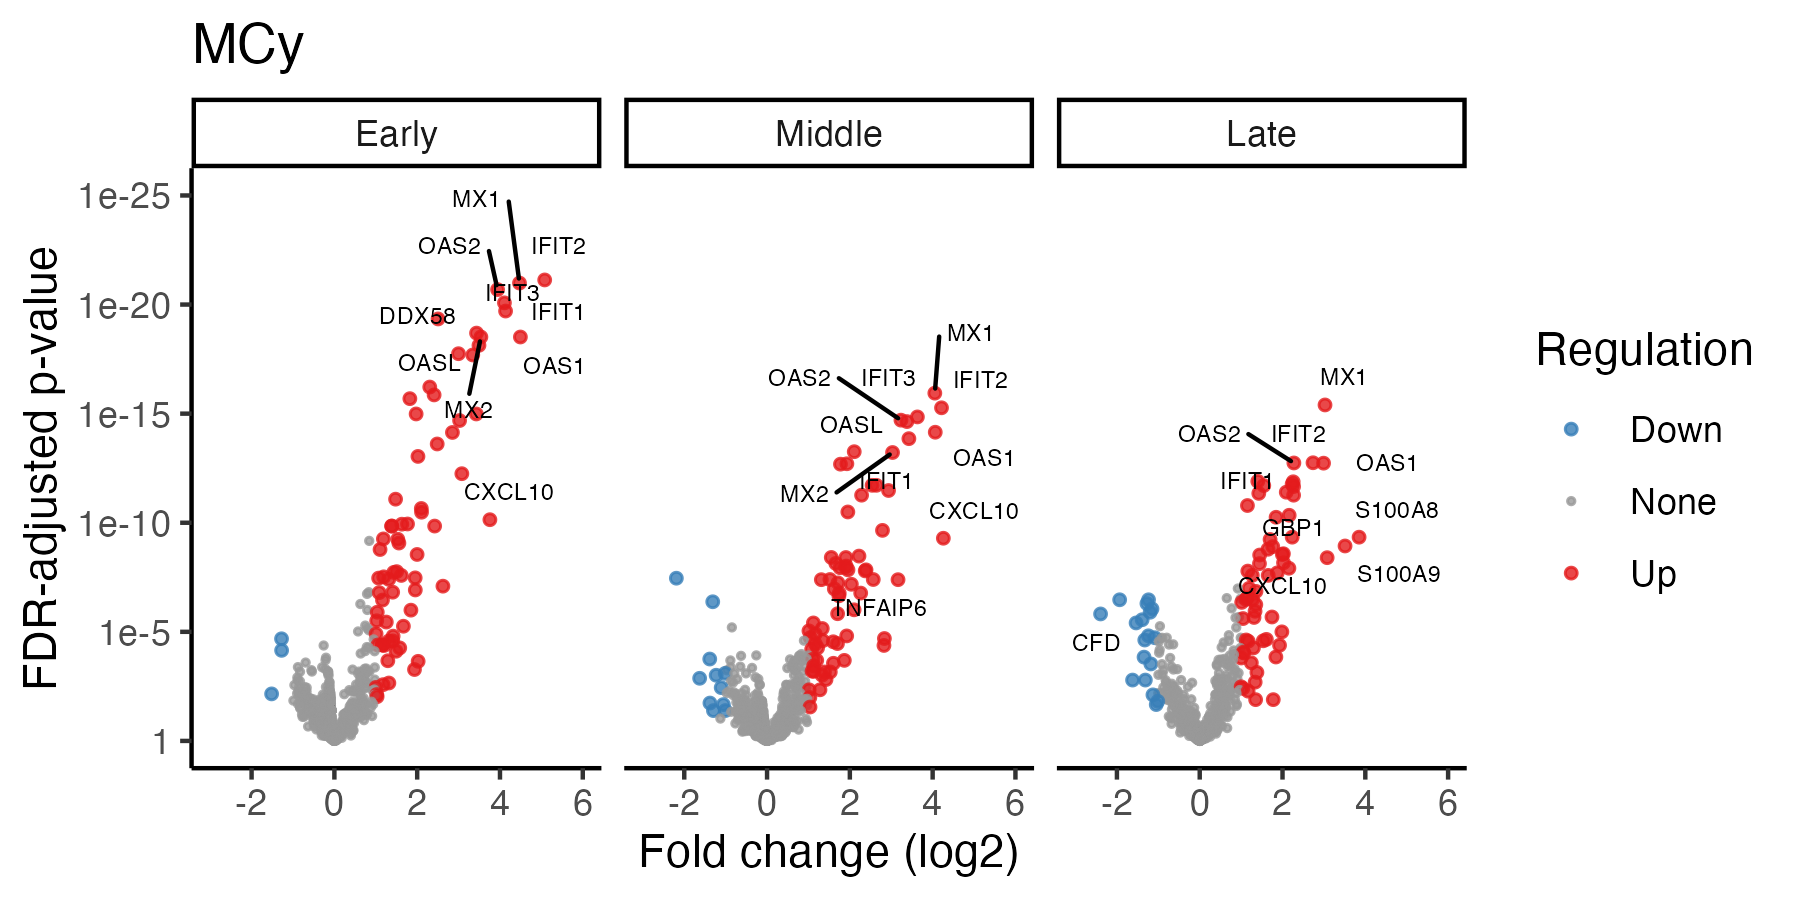 MCy
Early
Middle
Late
FDR-adjusted p-value
1e-25
1e-20
1e-15
1e-10
1e-5
1
MX1
OAS2
IFIT2
IFIT3
DDX58
IFIT1
OASL
OAS1
MX2
CXCL10
MX1
OAS2
IFIT3
IFIT2
OASL
OAS1
IFIT1
MX2
CXCL10
TNFAIP6
MX1
OAS2
IFIT2
OAS1
IFIT1
S100A8
GBP1
S100A9
CXCL10
CFD
-2 0 2 4 6
-2 0 2 4 6
-2 0 2 4 6
Fold change (log2)
Regulation
Down
None
Up